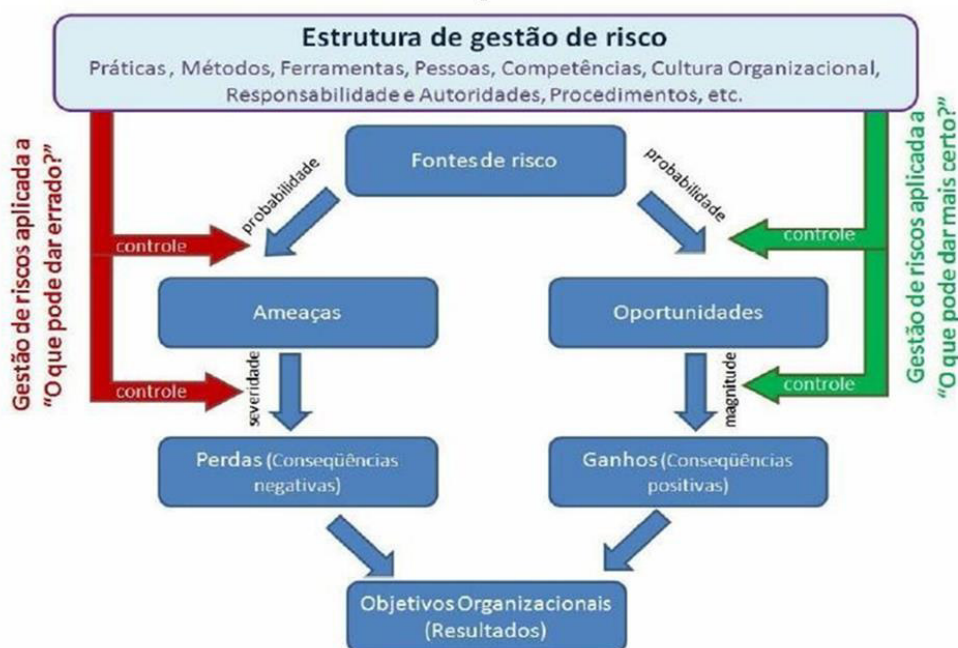 Estrutura de gestão de risco
Práticas , Métodos, Ferramentas, Pessoas, Competências, Cultura Organizacional,
Responsabilidade e Autoridades, Procedimentos, etc.
Gestão de riscos aplicada a
“O que pode dar errado?”
Fontes de risco
probabilidade
probabilidade
controle
controle
Gestão de riscos aplicada a
“O que pode dar mais certo?”
Ameaças
Oportunidades
controle
severidade
magnitude
controle
Perdas (Conseqüências
negativas)
Ganhos (Conseqüências
positivas)
Objetivos Organizacionais
(Resultados)